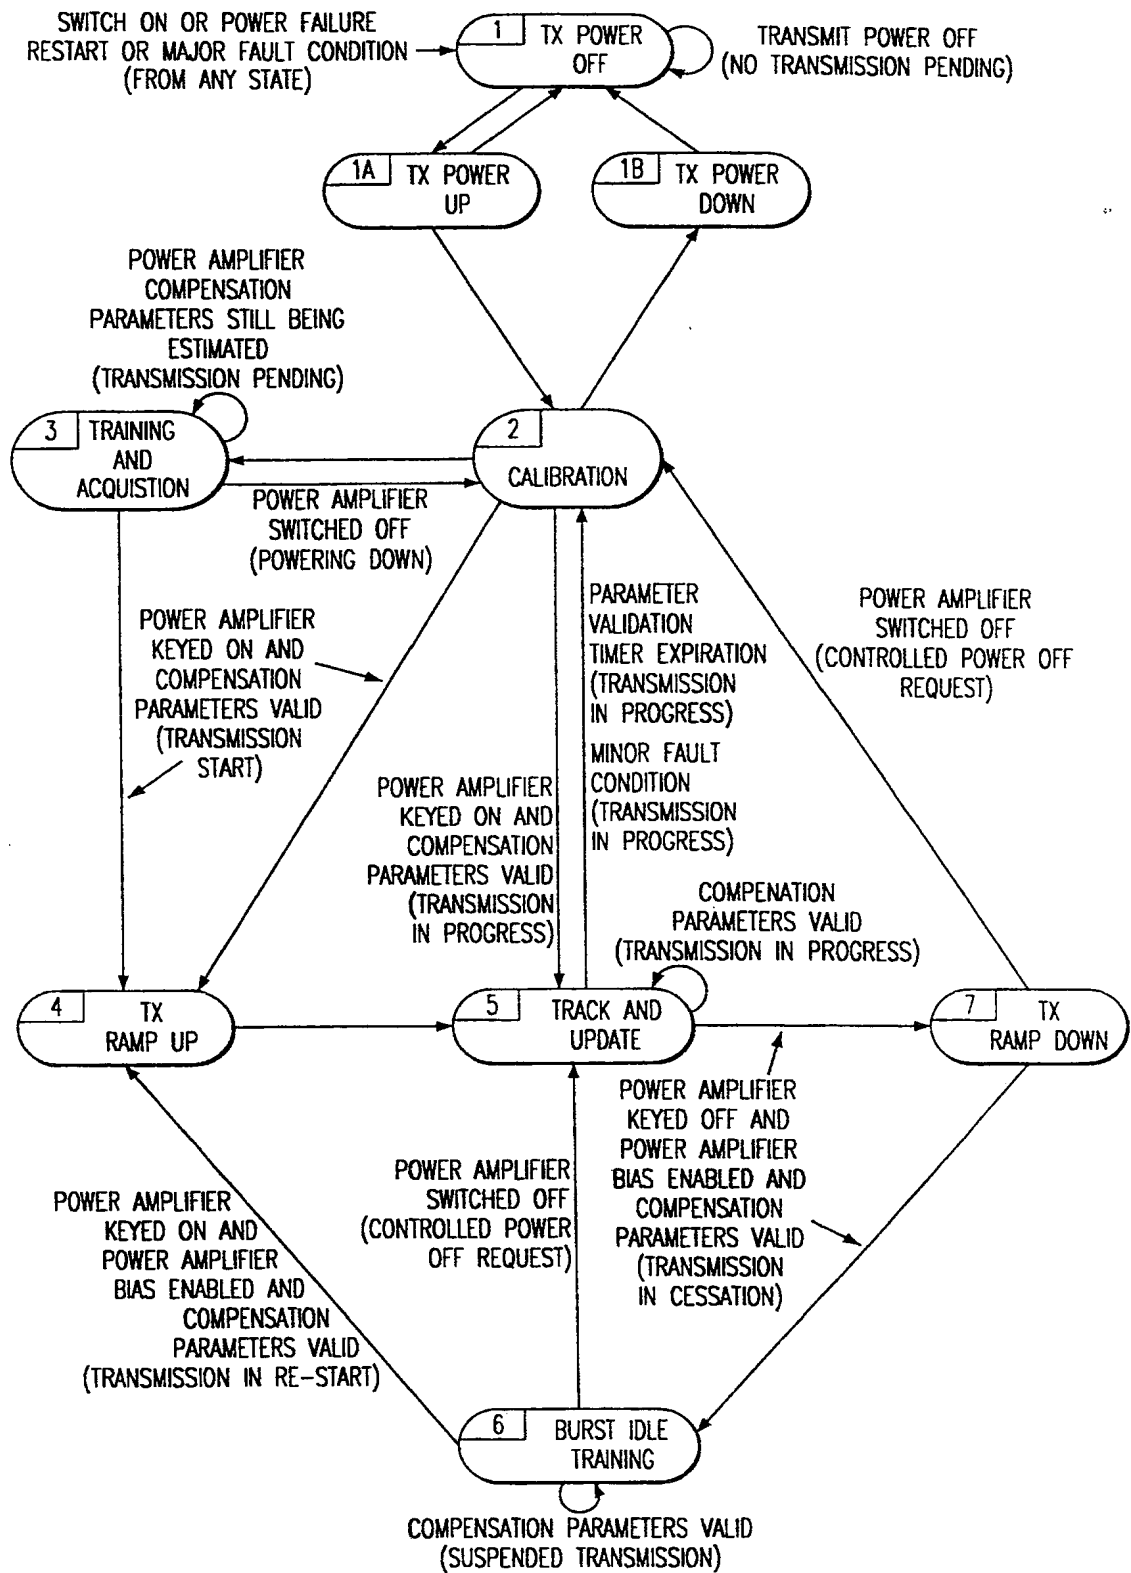 SWITCH ON OR POWER FAILURE
RESTART OR MAJOR FAULT CONDITION
(FROM ANY STATE)
1 TX POWER
OFF
TRANSMIT POWER OFF
(NO TRANSMISSION PENDING)
1A TX POWER
UP
1B TX POWER
DOWN
POWER AMPLIFIER
COMPENSATION
PARAMETERS STILL BEING
ESTIMATED
(TRANSMISSION PENDING)
3 TRAINING
AND
ACQUISTION
2
CALIBRATION
POWER AMPLIFIER
SWITCHED OFF
(POWERING DOWN)
POWER AMPLIFIER
KEYED ON AND
COMPENSATION
PARAMETERS VALID
(TRANSMISSION
START)
PARAMETER
VALIDATION
TIMER EXPIRATION
(TRANSMISSION
IN PROGRESS)
MINOR FAULT
CONDITION
(TRANSMISSION
IN PROGRESS)
POWER AMPLIFIER
SWITCHED OFF
(CONTROLLED POWER OFF
REQUEST)
POWER AMPLIFIER
KEYED ON AND
COMPENSATION
PARAMETERS VALID
(TRANSMISSION
IN PROGRESS)
COMPENATION
PARAMETERS VALID
(TRANSMISSION IN PROGRESS)
4 TX
RAMP UP
5 TRACK AND
UPDATE
7 TX
RAMP DOWN
POWER AMPLIFIER
KEYED OFF AND
POWER AMPLIFIER
BIAS ENABLED AND
COMPENSATION
PARAMETERS VALID
(TRANSMISSION
IN CESSATION)
POWER AMPLIFIER
SWITCHED OFF
(CONTROLLED POWER
OFF REQUEST)
POWER AMPLIFIER
KEYED ON AND
POWER AMPLIFIER
BIAS ENABLED AND
COMPENSATION
PARAMETERS VALID
(TRANSMISSION IN RE-START)
6 BURST IDLE
TRAINING
COMPENSATION PARAMETERS VALID
(SUSPENDED TRANSMISSION)